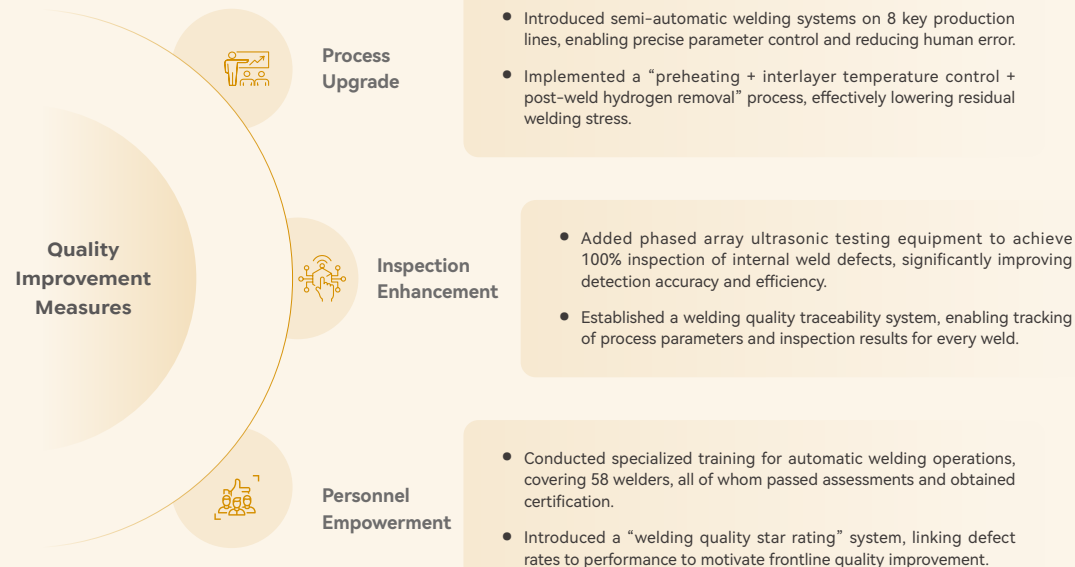 Quality
Improvement
Measures
Process
Upgrade
● Introduced semi-automatic welding systems on 8 key production
lines, enabling precise parameter control and reducing human error.
● Implemented a “preheating + interlayer temperature control +
post-weld hydrogen removal” process, effectively lowering residual
welding stress.
Inspection
Enhancement
● Added phased array ultrasonic testing equipment to achieve
100% inspection of internal weld defects, significantly improving
detection accuracy and efficiency.
● Established a welding quality traceability system, enabling tracking
of process parameters and inspection results for every weld.
Personnel
Empowerment
● Conducted specialized training for automatic welding operations,
covering 58 welders, all of whom passed assessments and obtained
certification.
● Introduced a “welding quality star rating” system, linking defect
rates to performance to motivate frontline quality improvement.